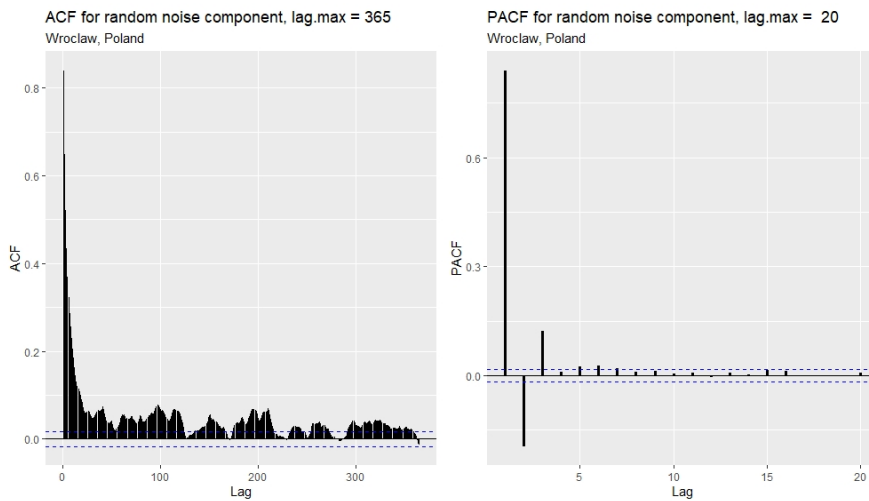 ACF for random noise component, lag.max = 365
Wroclaw, Poland
0.8
0.6
0.4
0.2
0.0
ACF
0
100
200
300
Lag
PACF for random noise component, lag.max =  20
Wroclaw, Poland
0.6
0.3
0.0
PACF
5
10
15
20
Lag